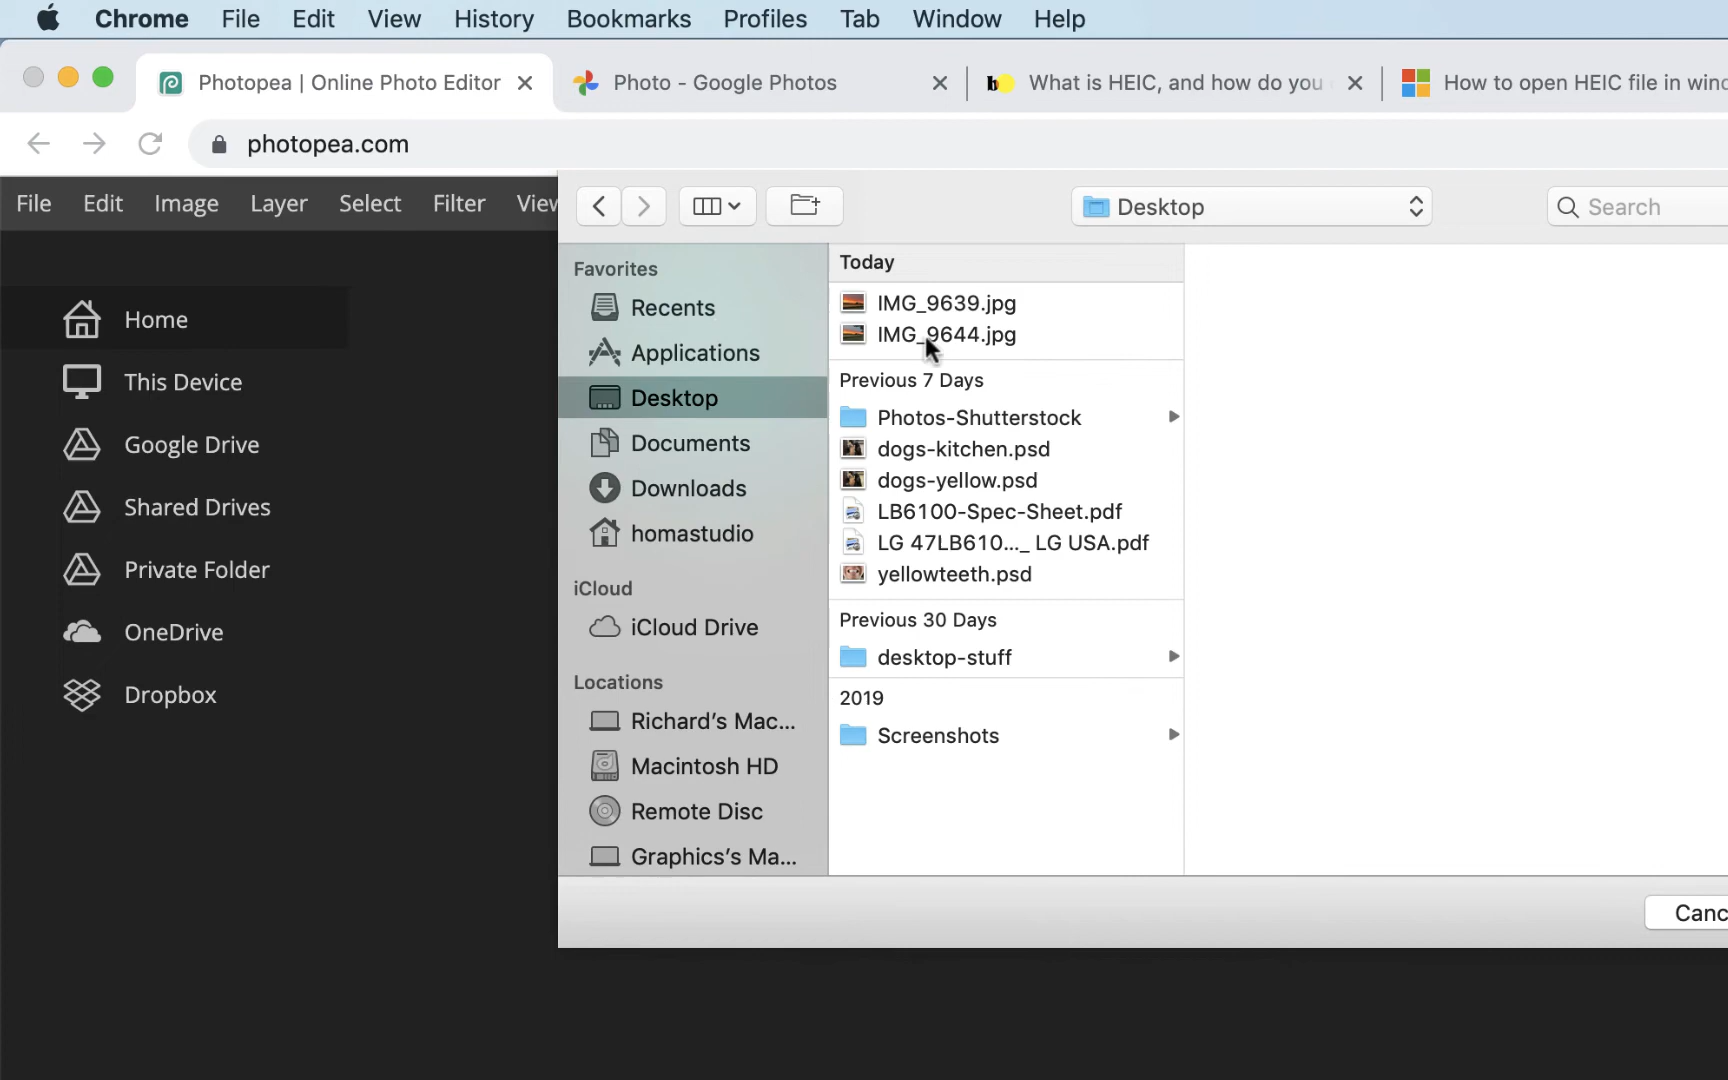 Chrome File Edit View History Bookmarks Profiles Tab Window Help
Photopea | Online Photo Editor Photo - Google Photos What is HEIC, and how do you How to open HEIC file in
photopea.com
File Edit Image Layer Select Filter
Desktop Search
Home
This Device
Google Drive
Shared Drives
Private Folder
OneDrive
Dropbox
Favorites
Recents
Applications
Desktop
Documents
Downloads
homastudio
iCloud
iCloud Drive
Locations
Richard's Mac...
Macintosh HD
Remote Disc
Graphics's Ma...
Today
IMG_9639.jpg
IMG_9644.jpg
Previous 7 Days
Photos-Shutterstock
dogs-kitchen.psd
dogs-yellow.psd
LB6100-Spec-Sheet.pdf
LG 47LB610..._ LG USA.pdf
yellowteeth.psd
Previous 30 Days
desktop-stuff
2019
Screenshots